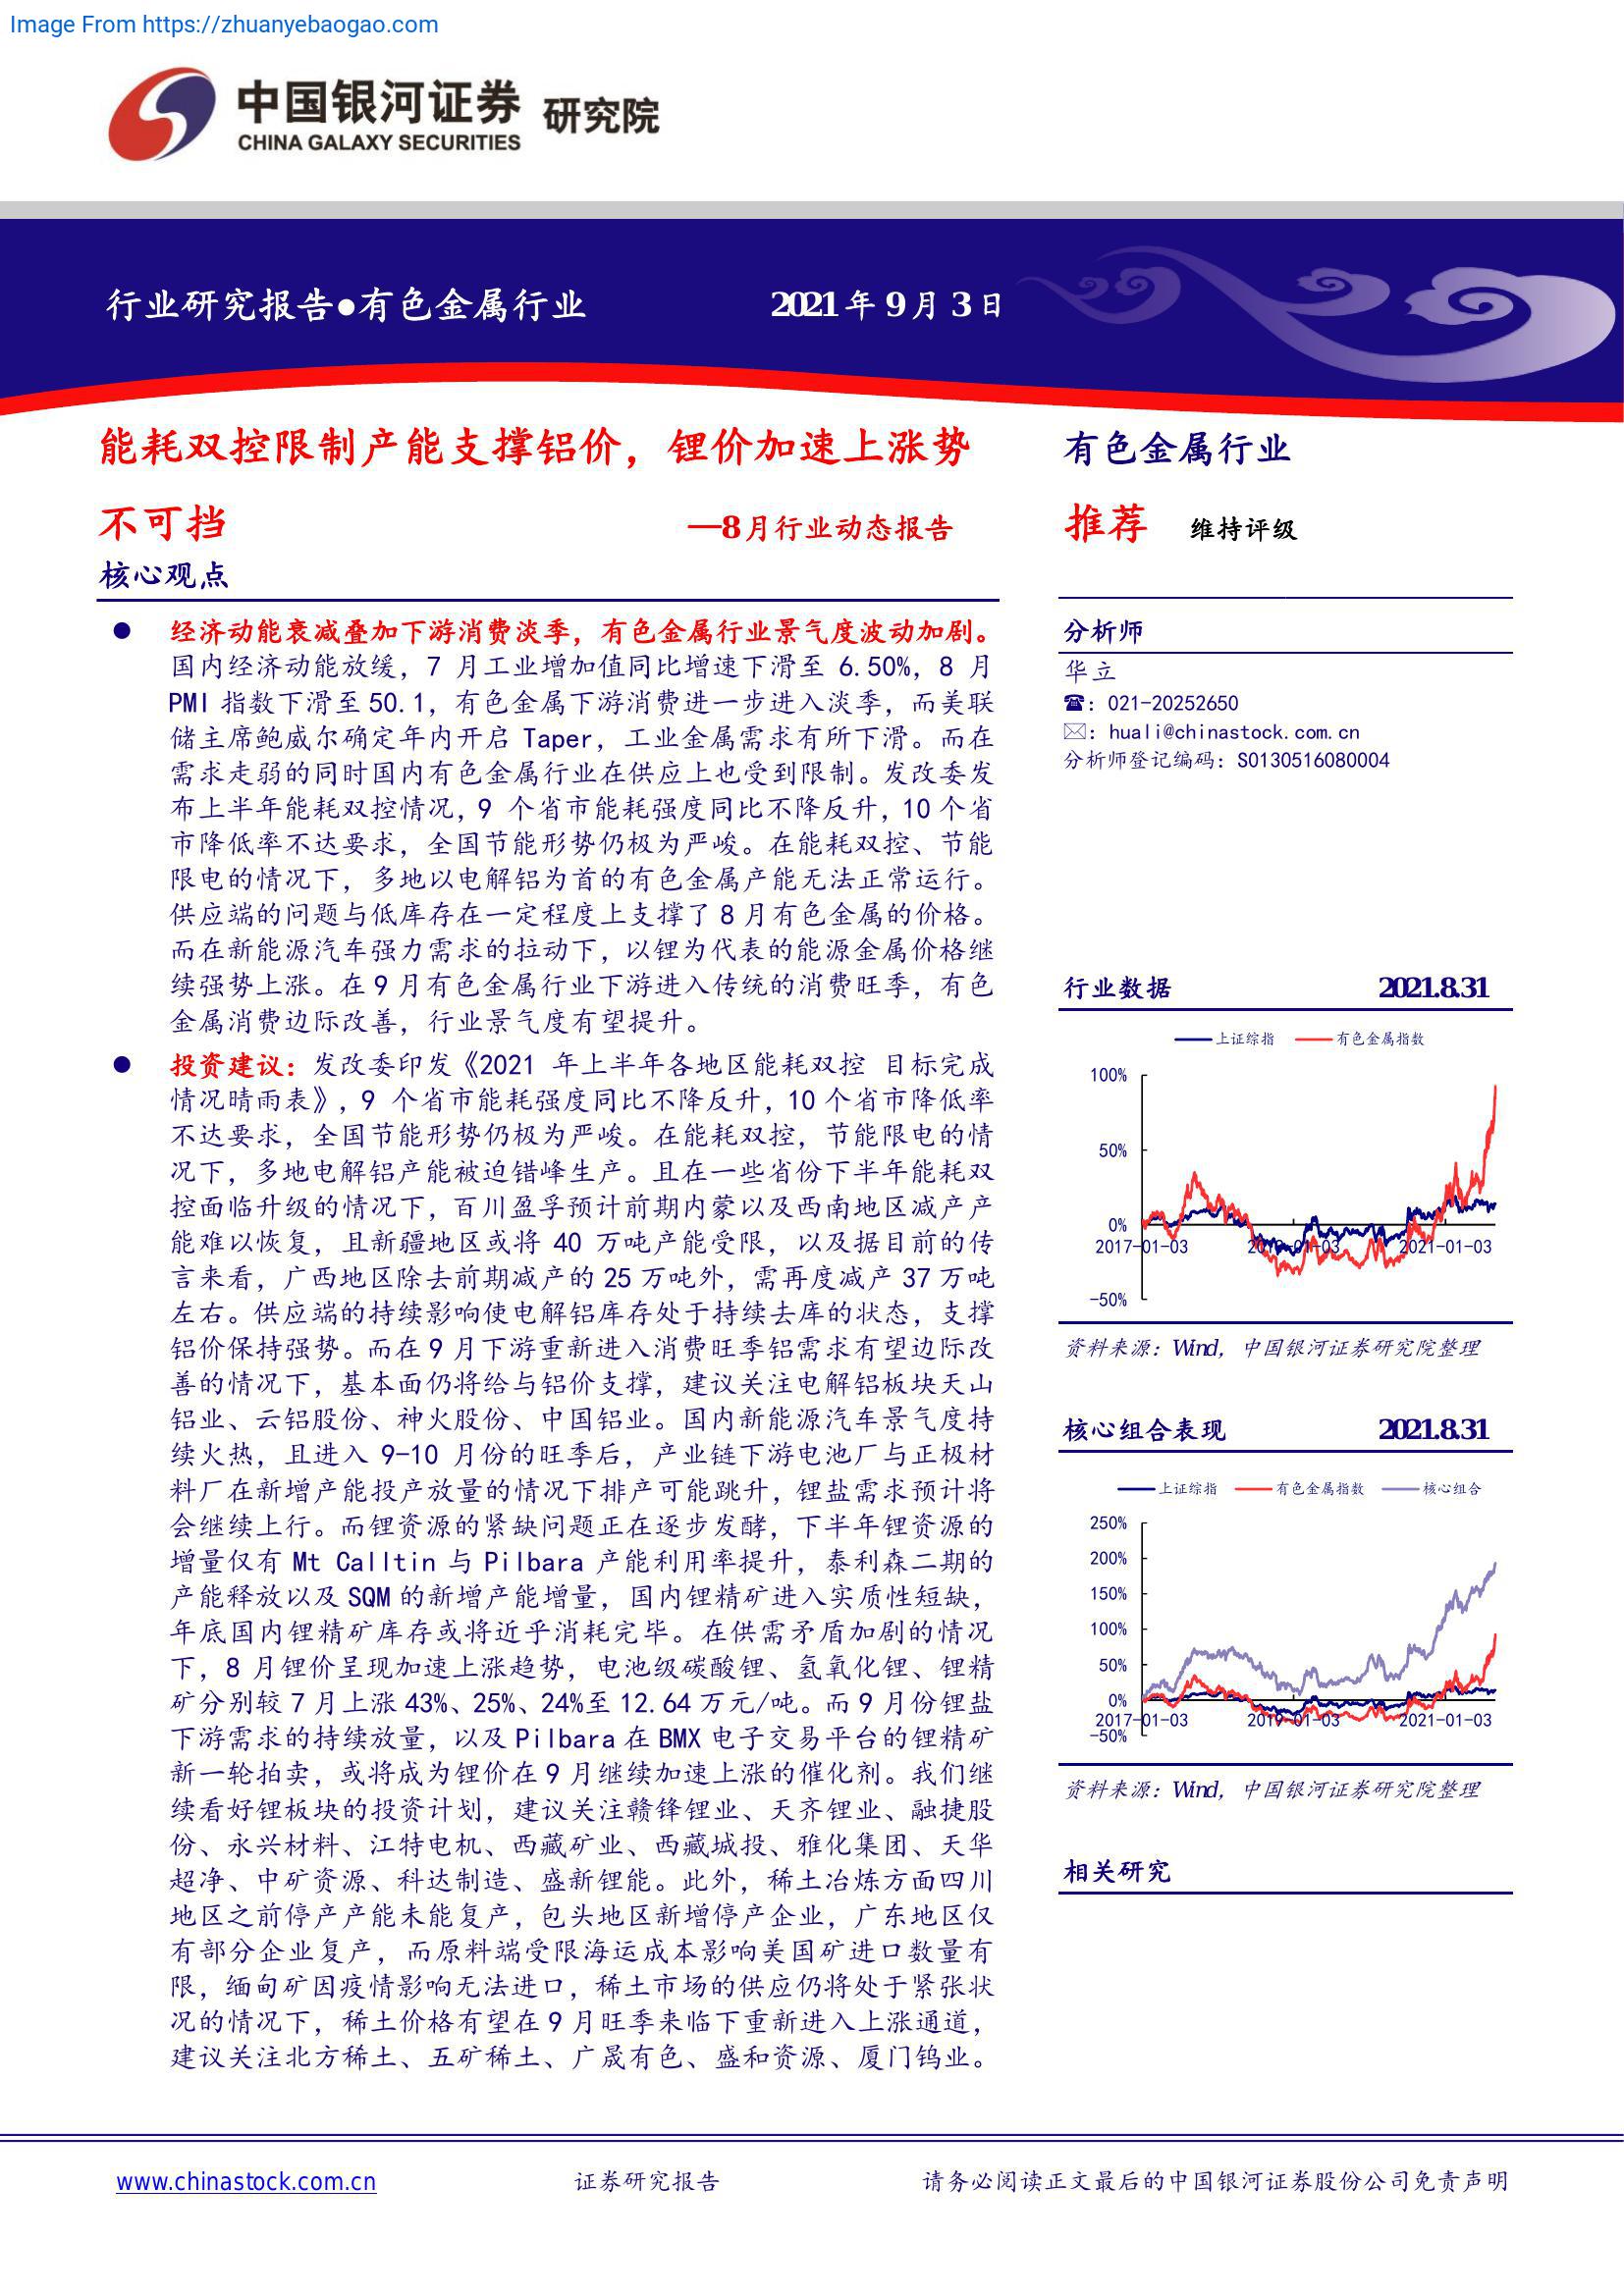 Image From https://zhuanyebaogao.com
中国银河证券 研究院
CHINA GALAXY SECURITIES
行业研究报告●有色金属行业 2021年9月3日
能耗双控限制产能支撑铝价，锂价加速上涨势
不可挡 —8月行业动态报告
核心观点
● 经济动能衰减叠加下游消费淡季，有色金属行业景气度波动加剧。
国内经济动能放缓，7 月工业增加值同比增速下滑至 6.50%，8 月
PMI 指数下滑至 50.1，有色金属下游消费进一步进入淡季，而美联
储主席鲍威尔确定年内开启 Taper，工业金属需求有所下滑。而在
需求走弱的同时国内有色金属行业在供应上也受到限制。发改委发
布上半年能耗双控情况，9 个省市能耗强度同比不降反升，10 个省
市降低率不达要求，全国节能形势仍极为严峻。在能耗双控、节能
限电的情况下，多地以电解铝为首的有色金属产能无法正常运行。
供应端的问题与低库存在一定程度上支撑了 8 月有色金属的价格。
而在新能源汽车强力需求的拉动下，以锂为代表的能源金属价格继
续强势上涨。在 9 月有色金属行业下游进入传统的消费旺季，有色
金属消费边际改善，行业景气度有望提升。
● 投资建议：发改委印发《2021 年上半年各地区能耗双控 目标完成
情况晴雨表》，9 个省市能耗强度同比不降反升，10 个省市降低率
不达要求，全国节能形势仍极为严峻。在能耗双控，节能限电的情
况下，多地电解铝产能被迫错峰生产。且在一些省份下半年能耗双
控面临升级的情况下，百川盈孚预计前期内蒙以及西南地区减产产
能难以恢复，且新疆地区或将 40 万吨产能受限，以及据目前的传
言来看，广西地区除去前期减产的 25 万吨外，需再度减产 37 万吨
左右。供应端的持续影响使电解铝库存处于持续去库的状态，支撑
铝价保持强势。而在 9 月下游重新进入消费旺季铝需求有望边际改
善的情况下，基本面仍将给与铝价支撑，建议关注电解铝板块天山
铝业、云铝股份、神火股份、中国铝业。国内新能源汽车景气度持
续火热，且进入 9-10 月份的旺季后，产业链下游电池厂与正极材
料厂在新增产能投产放量的情况下排产可能跳升，锂盐需求预计将
会继续上行。而锂资源的紧缺问题正在逐步发酵，下半年锂资源的
增量仅有 Mt Calltin 与 Pilbara 产能利用率提升，泰利森二期的
产能释放以及 SQM 的新增产能增量，国内锂精矿进入实质性短缺，
年底国内锂精矿库存或将近乎消耗完毕。在供需矛盾加剧的情况
下，8 月锂价呈现加速上涨趋势，电池级碳酸锂、氢氧化锂、锂精
矿分别较 7 月上涨 43%、25%、24%至 12.64 万元/吨。而 9 月份锂盐
下游需求的持续放量，以及 Pilbara 在 BMX 电子交易平台的锂精矿
新一轮拍卖，或将成为锂价在 9 月继续加速上涨的催化剂。我们继
续看好锂板块的投资计划，建议关注赣锋锂业、天齐锂业、融捷股
份、永兴材料、江特电机、西藏矿业、西藏城投、雅化集团、天华
超净、中矿资源、科达制造、盛新锂能。此外，稀土冶炼方面四川
地区之前停产产能未能复产，包头地区新增停产企业，广东地区仅
有部分企业复产，而原料端受限海运成本影响美国矿进口数量有
限，缅甸矿因疫情影响无法进口，稀土市场的供应仍将处于紧张状
况的情况下，稀土价格有望在 9 月旺季来临下重新进入上涨通道，
建议关注北方稀土、五矿稀土、广晟有色、盛和资源、厦门钨业。
有色金属行业
推荐 维持评级
分析师
华立
☎：021-20252650
✉：huali@chinastock.com.cn
分析师登记编码：S0130516080004
行业数据 2021.8.31
上证综指 有色金属指数
100%
50%
0%
2017-01-03 2019-01-03 2021-01-03
-50%
资料来源：Wind，中国银河证券研究院整理
核心组合表现 2021.8.31
上证综指 有色金属指数 核心组合
250%
200%
150%
100%
50%
0%
2017-01-03 2019-01-03 2021-01-03
-50%
资料来源：Wind，中国银河证券研究院整理
相关研究
www.chinastock.com.cn 证券研究报告 请务必阅读正文最后的中国银河证券股份公司免责声明